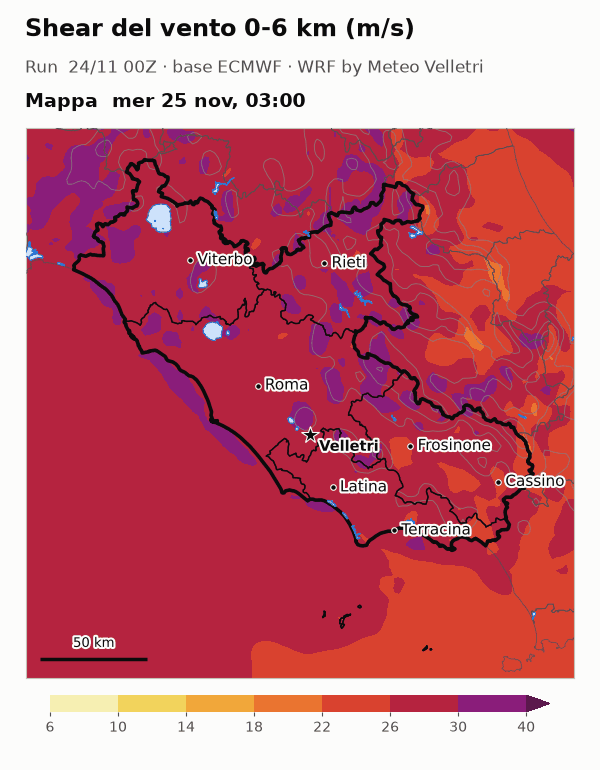 Shear del vento 0-6 km (m/s)
Run  24/11 00Z · base ECMWF · WRF by Meteo Velletri
Mappa  mer 25 nov, 03:00
Viterbo
Rieti
Roma
Velletri
Frosinone
Cassino
Latina
Terracina
50 km
6 10 14 18 22 26 30 40